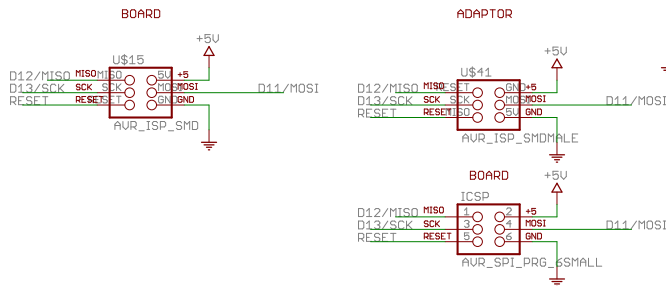 BOARD
ADAPTOR
+5V
U$15
D12/MISO MISO MISO 5V +5
D13/SCK SCK SCK MOSI MOSI D11/MOSI
RESET RESET RESET GND GND
AVR_ISP_SMD
+5V
U$41
D12/MISO MISO RESET GND +5
D13/SCK SCK SCK MOSI MOSI D11/MOSI
RESET RESET MISO 5V GND
AVR_ISP_SMDMALE
BOARD
+5V
ICSP
D12/MISO MISO 1 2 +5
D13/SCK SCK 3 4 MOSI D11/MOSI
RESET RESET 5 6 GND
AVR_SPI_PRG_6SMALL